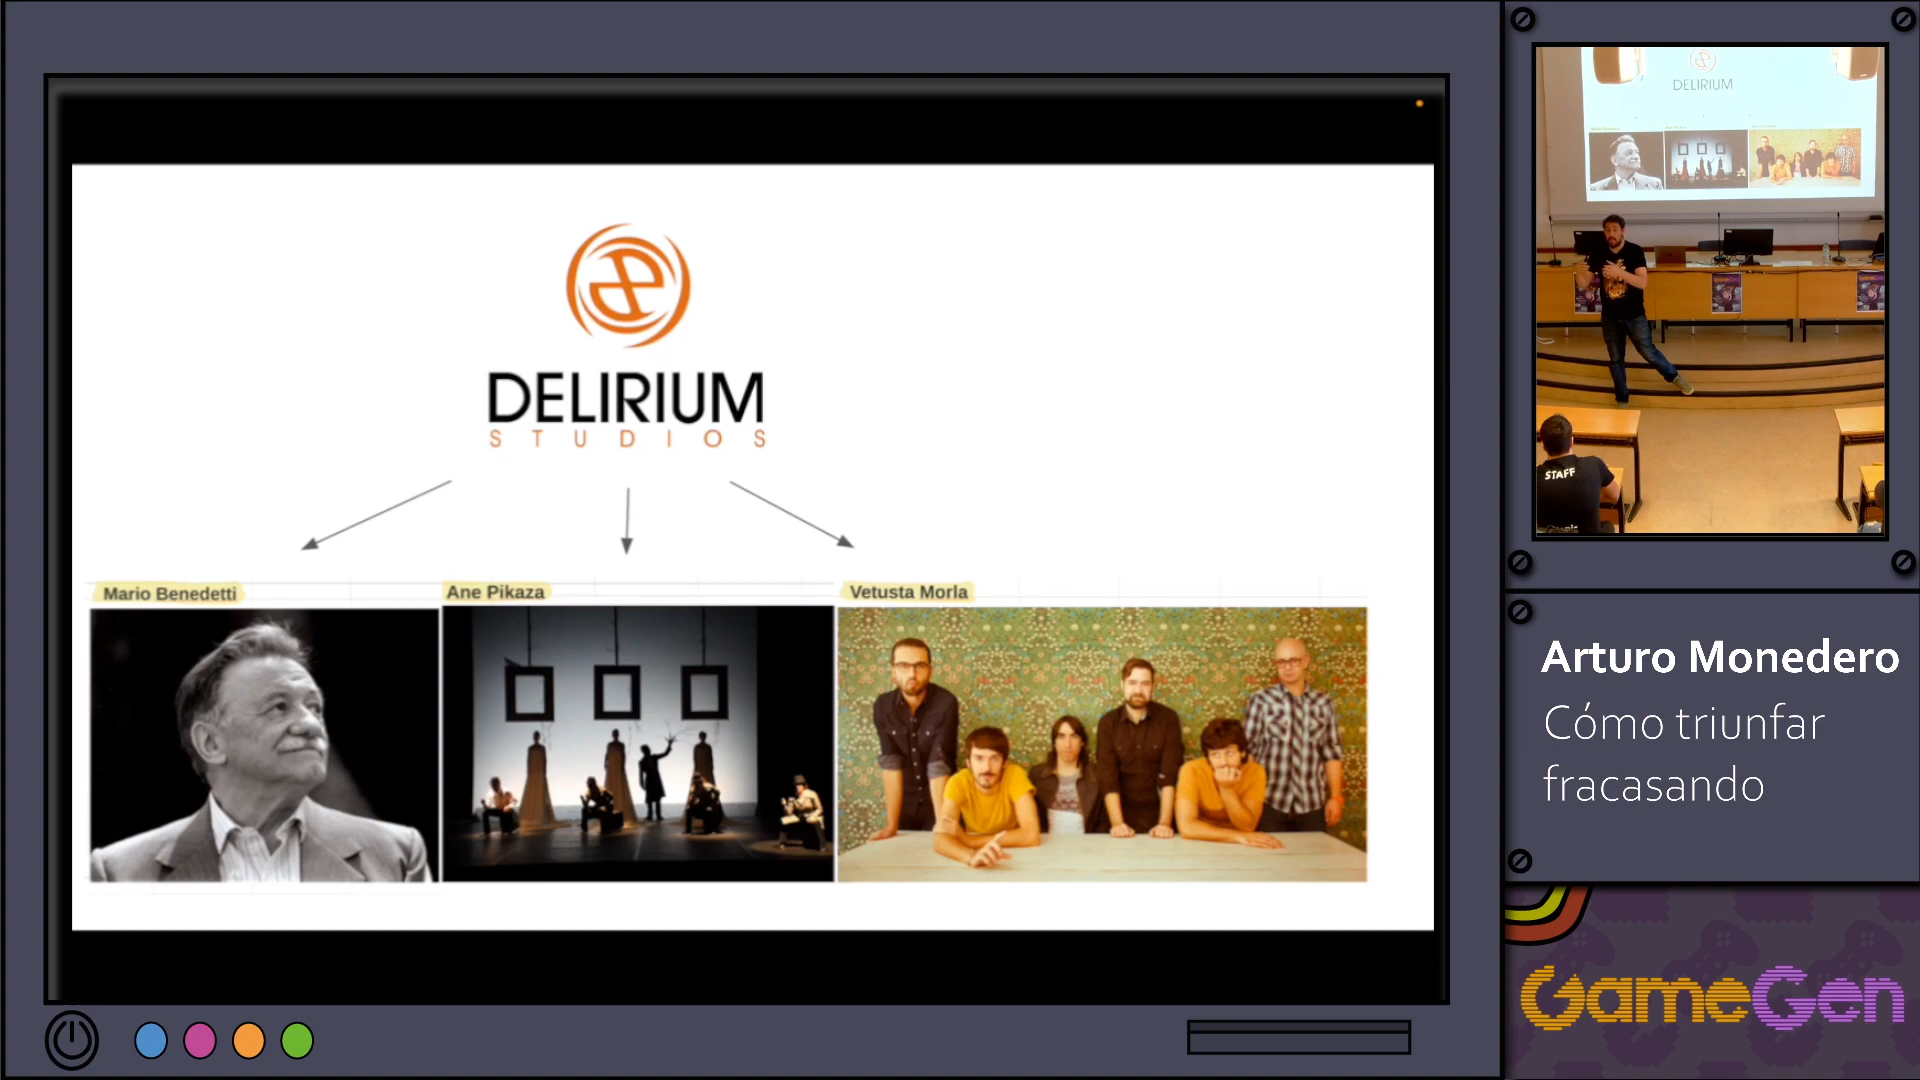 DELIRIUM
STUDIOS
Mario Benedetti
Ane Pikaza
Vetusta Morla
DELIRIUM
STAFF
Arturo Monedero
Cómo triunfar
fracasando
GameGen